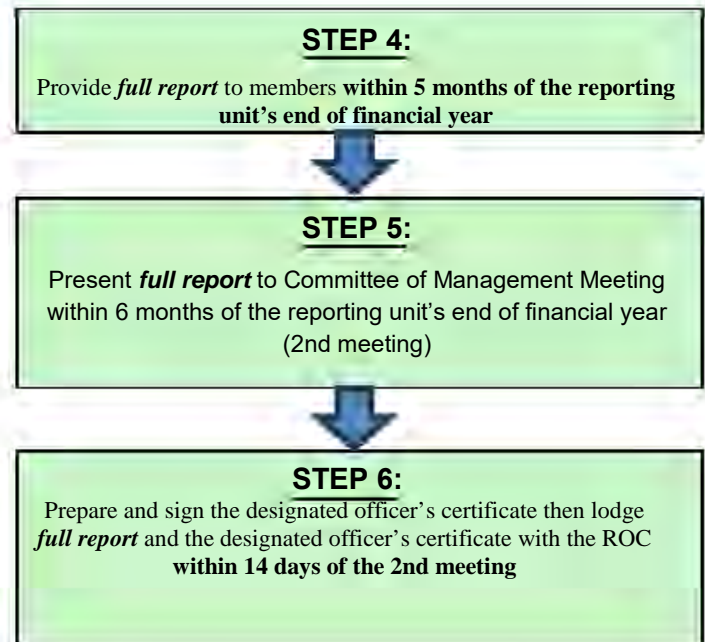 STEP 4:
Provide full report to members within 5 months of the reporting
unit's end of financial year
STEP 5:
Present full report to Committee of Management Meeting
within 6 months of the reporting unit's end of financial year
(2nd meeting)
STEP 6:
Prepare and sign the designated officer's certificate then lodge
full report and the designated officer's certificate with the ROC
within 14 days of the 2nd meeting